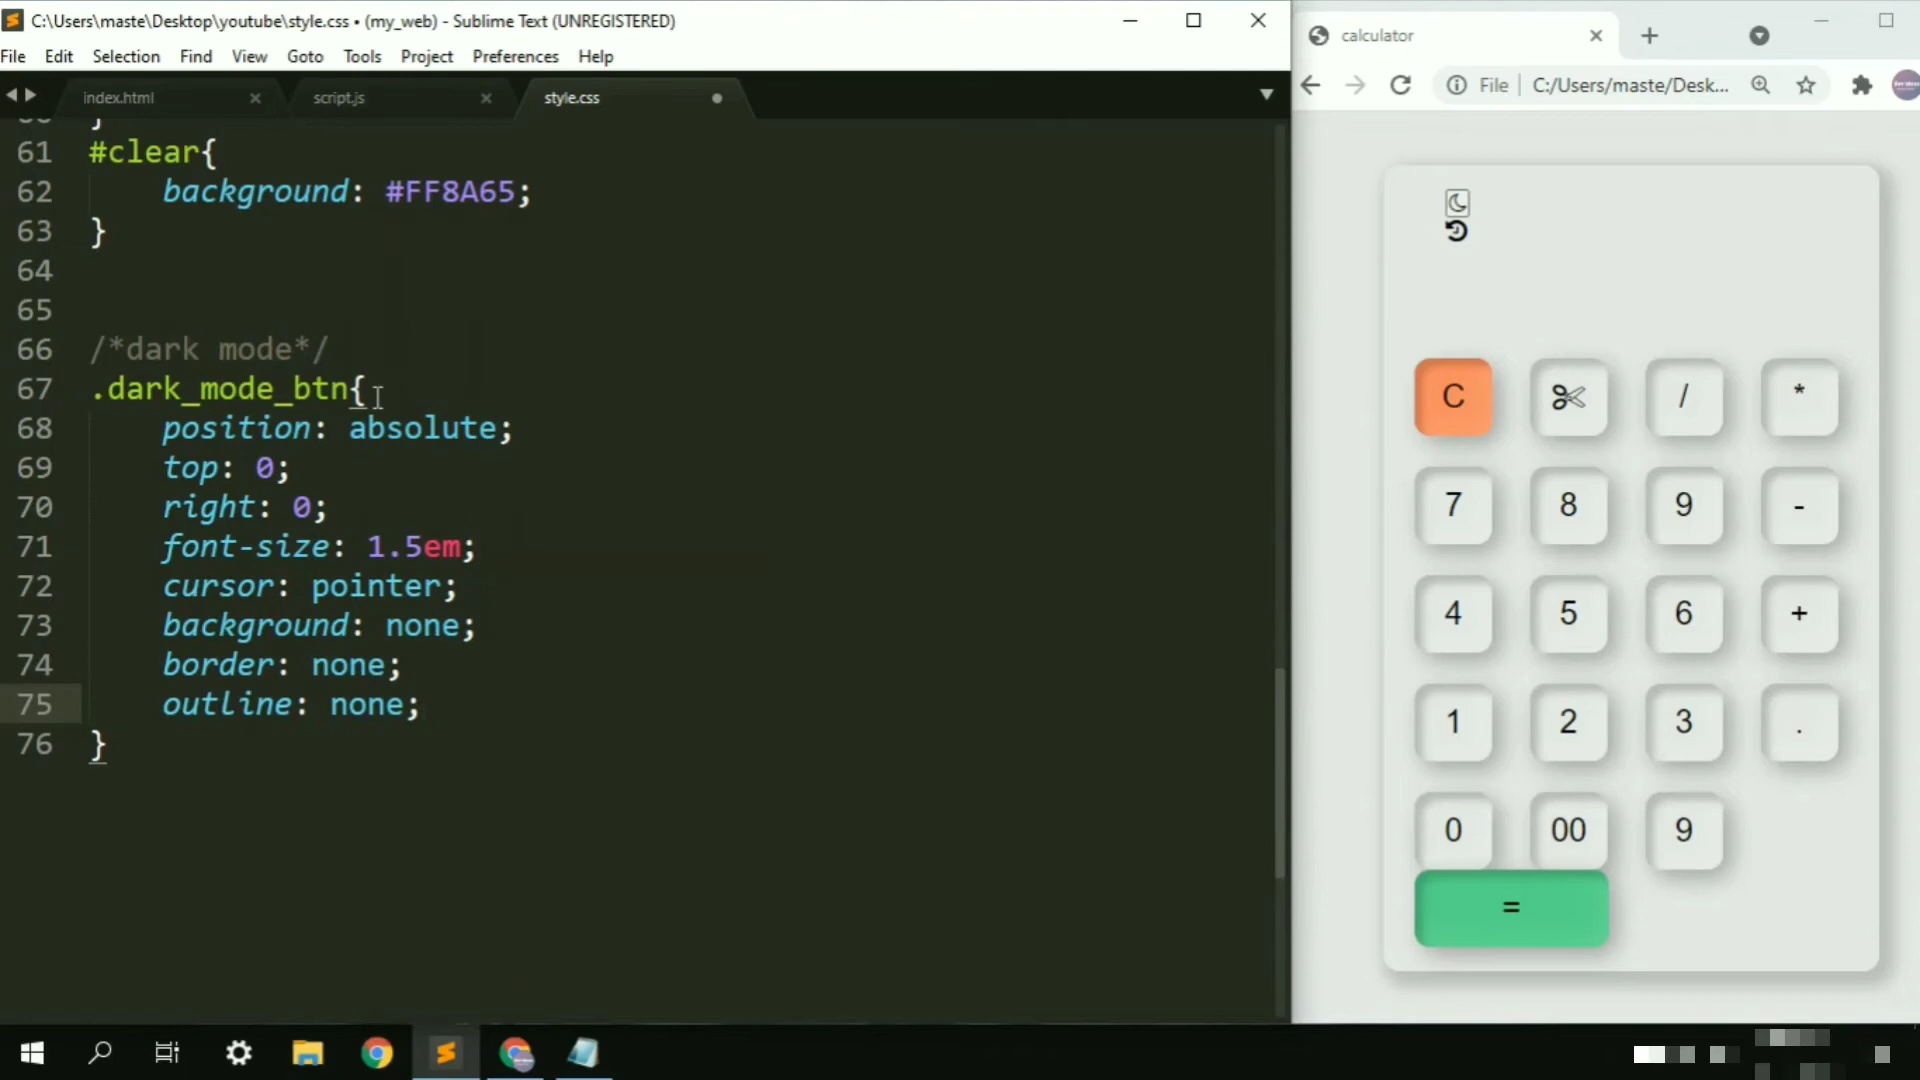 C:\Users\maste\Desktop\youtube\style.css • (my_web) - Sublime Text (UNREGISTERED)
File Edit Selection Find View Goto Tools Project Preferences Help
index.html
script.js
style.css
61 #clear{
62 background: #FF8A65;
63 }
64
65
66 /*dark mode*/
67 .dark_mode_btn{
68 position: absolute;
69 top: 0;
70 right: 0;
71 font-size: 1.5em;
72 cursor: pointer;
73 background: none;
74 border: none;
75 outline: none;
76 }
calculator
File C:/Users/maste/Desk...
C / *
7 8 9 -
4 5 6 +
1 2 3 .
0 00 9
=